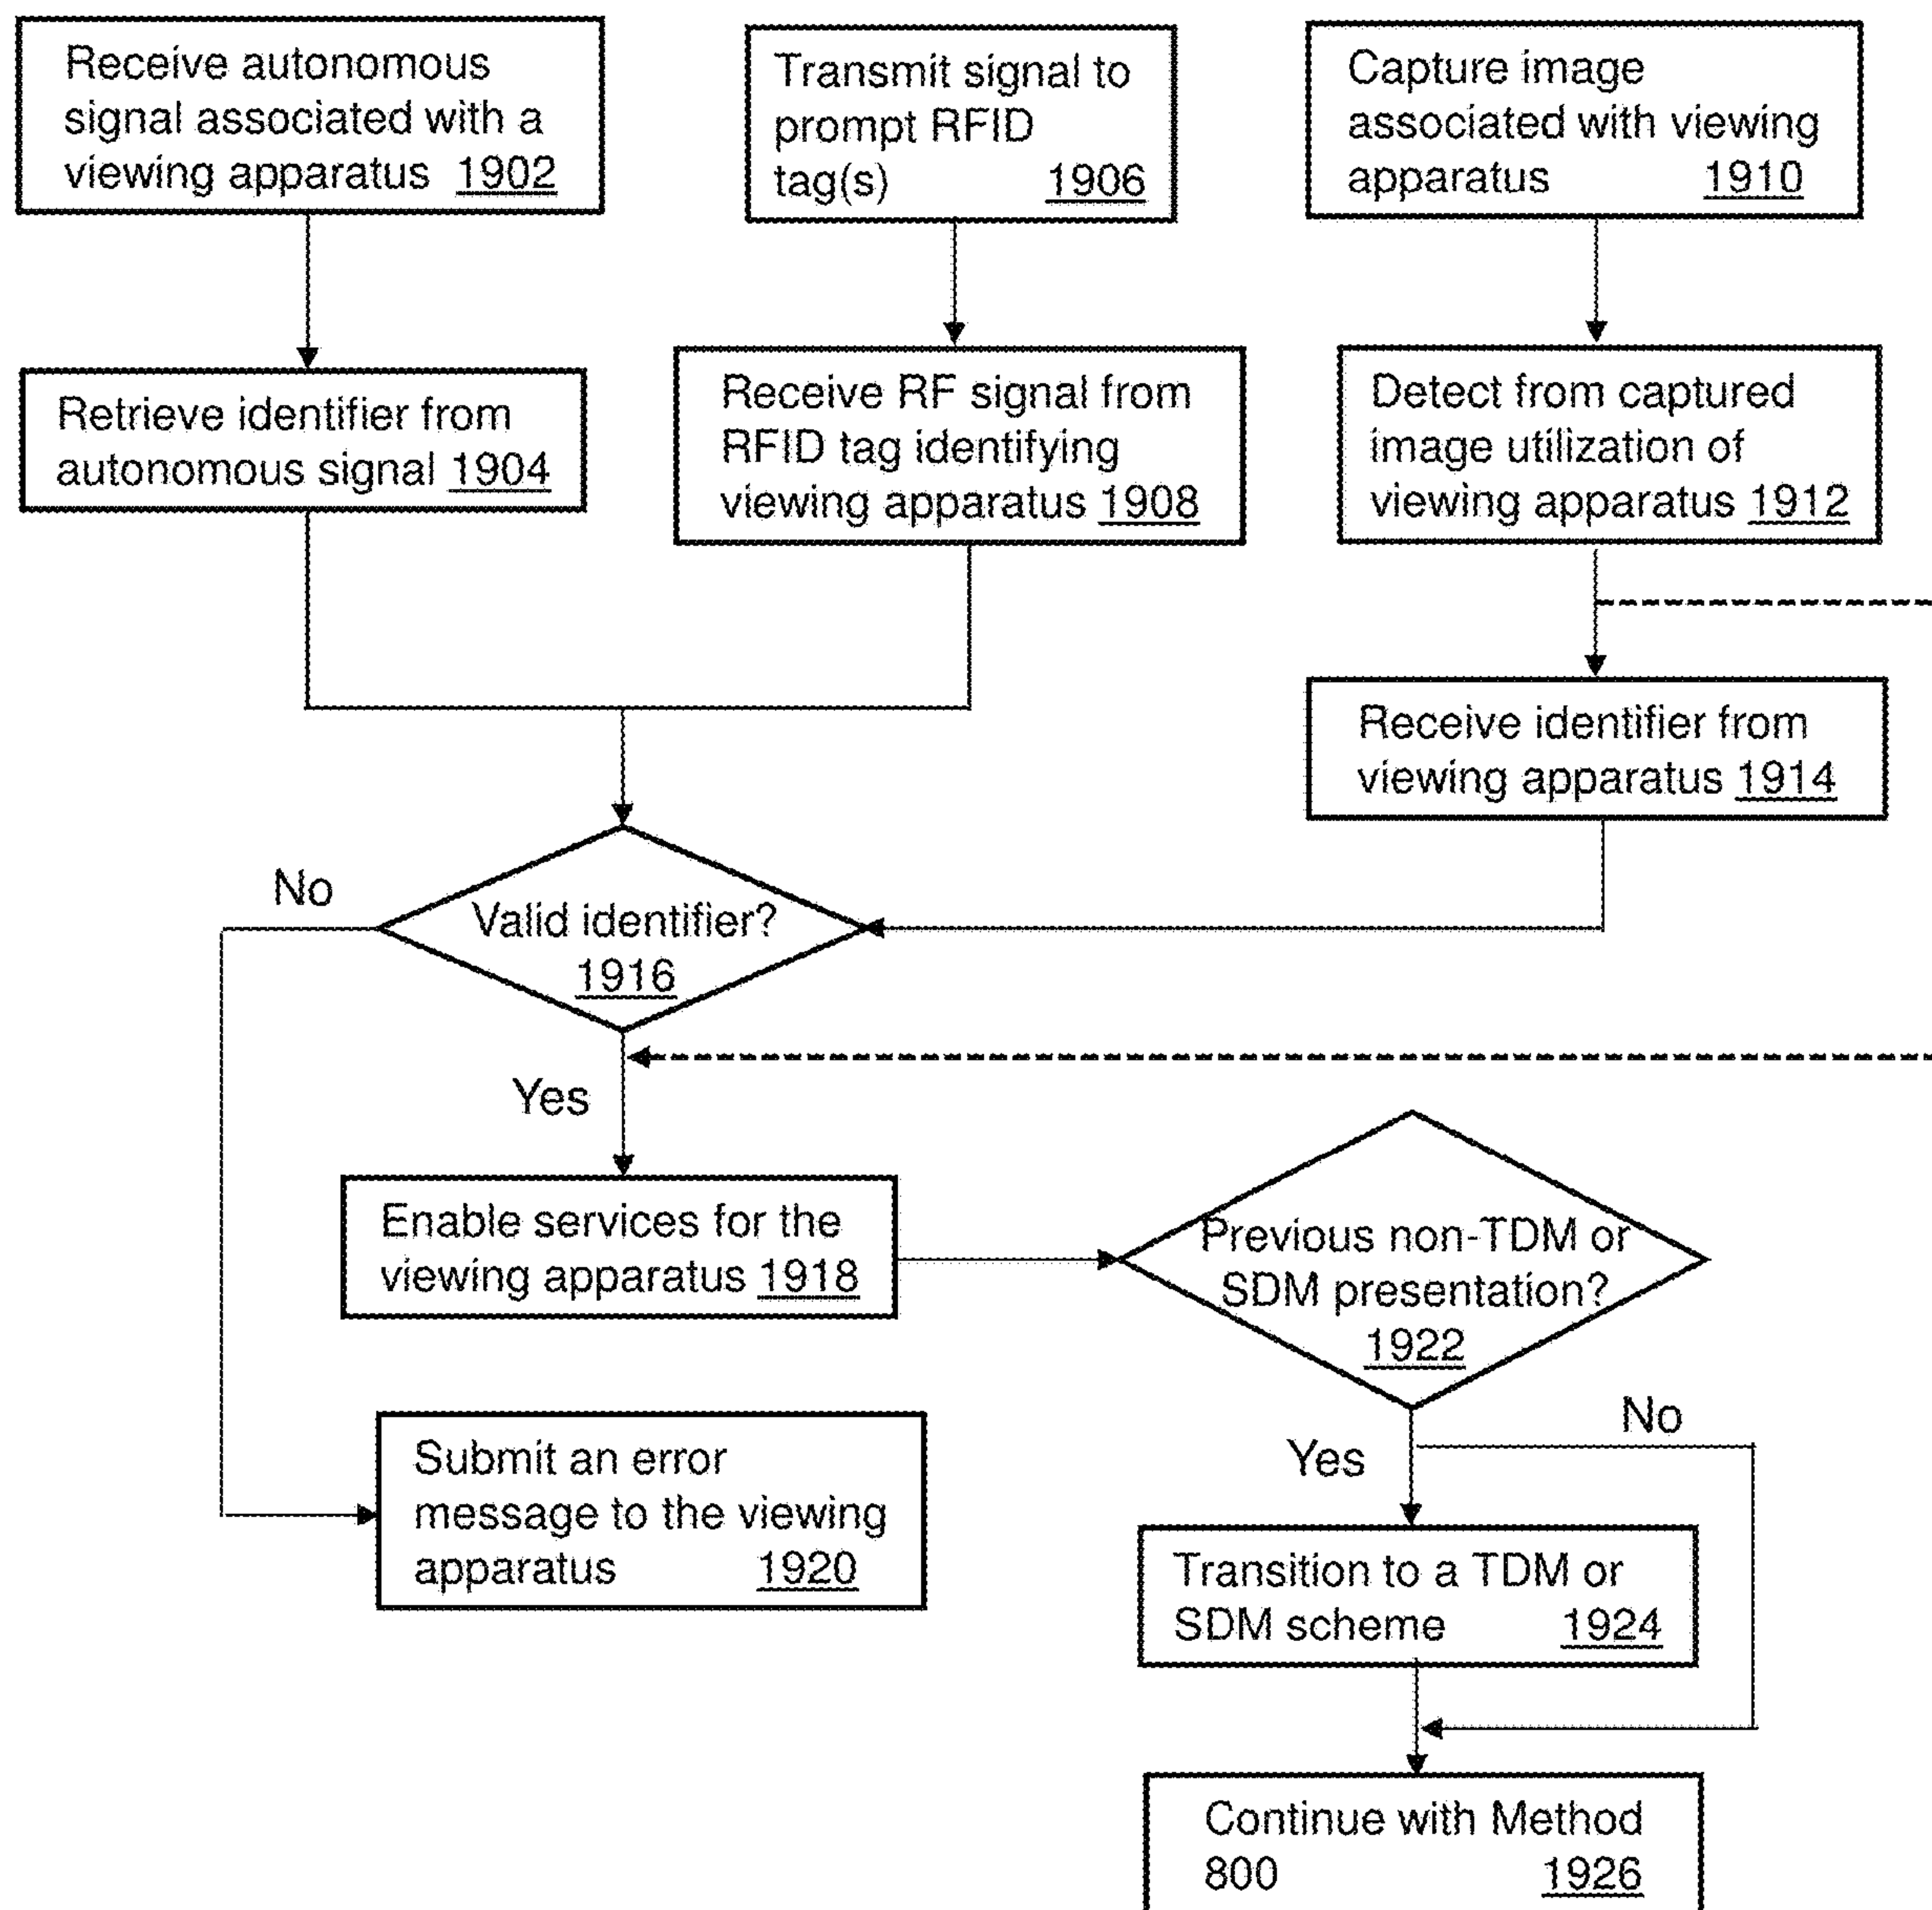 Receive autonomous
signal associated with a
viewing apparatus 1902
Transmit signal to
prompt RFID
tag(s) 1906
Capture image
associated with viewing
apparatus 1910
Retrieve identifier from
autonomous signal 1904
Receive RF signal from
RFID tag identifying
viewing apparatus 1908
Detect from captured
image utilization of
viewing apparatus 1912
Receive identifier from
viewing apparatus 1914
No
Valid identifier?
1916
Yes
Enable services for the
viewing apparatus 1918
Previous non-TDM or
SDM presentation?
1922
No
Yes
Submit an error
message to the viewing
apparatus 1920
Transition to a TDM or
SDM scheme 1924
Continue with Method
800 1926